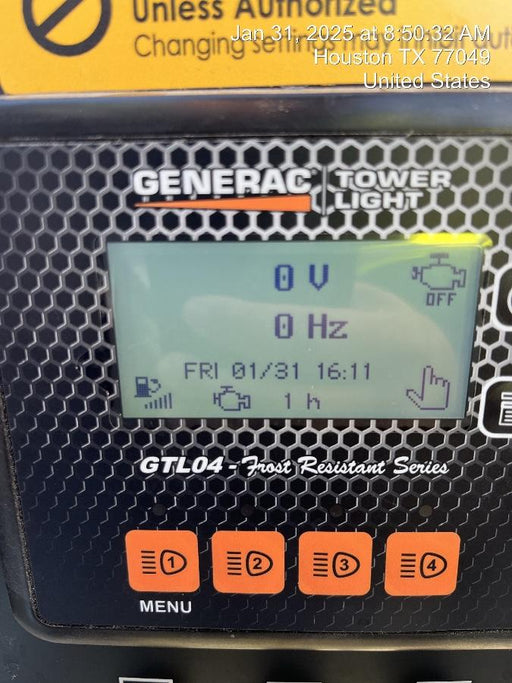 Unless Authorized
Changing settings may
Jan 31, 2025 at 8:50:32 AM
Houston TX 77049
United States
GENERAC
TOWER
LIGHT
0 V
OFF
0 Hz
FRI 01/31 16:11
1 h
GTL04 - Frost Resistant Series
1
2
3
4
MENU